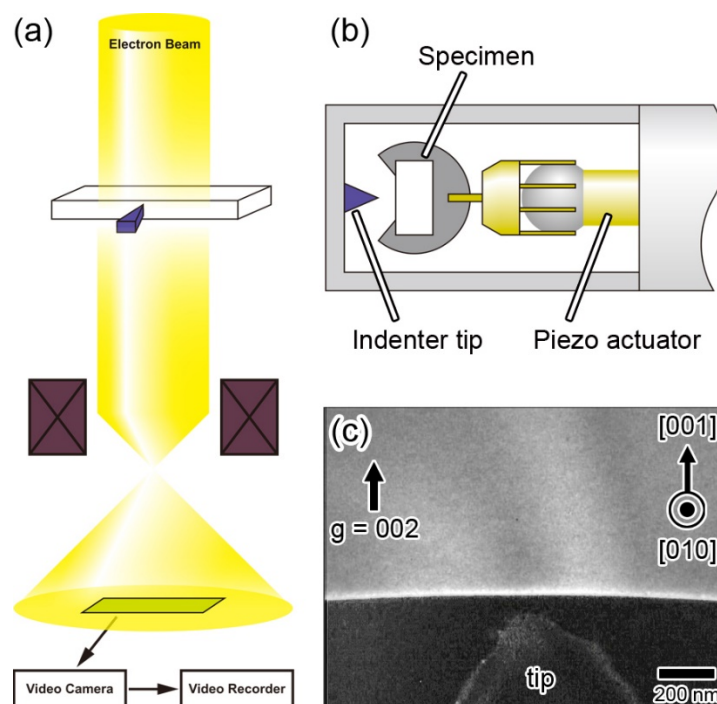 (a)
Electron Beam
Video Camera
Video Recorder
(b)
Specimen
Indenter tip
Piezo actuator
(c)
[001]
g = 002
[010]
tip
200 nm